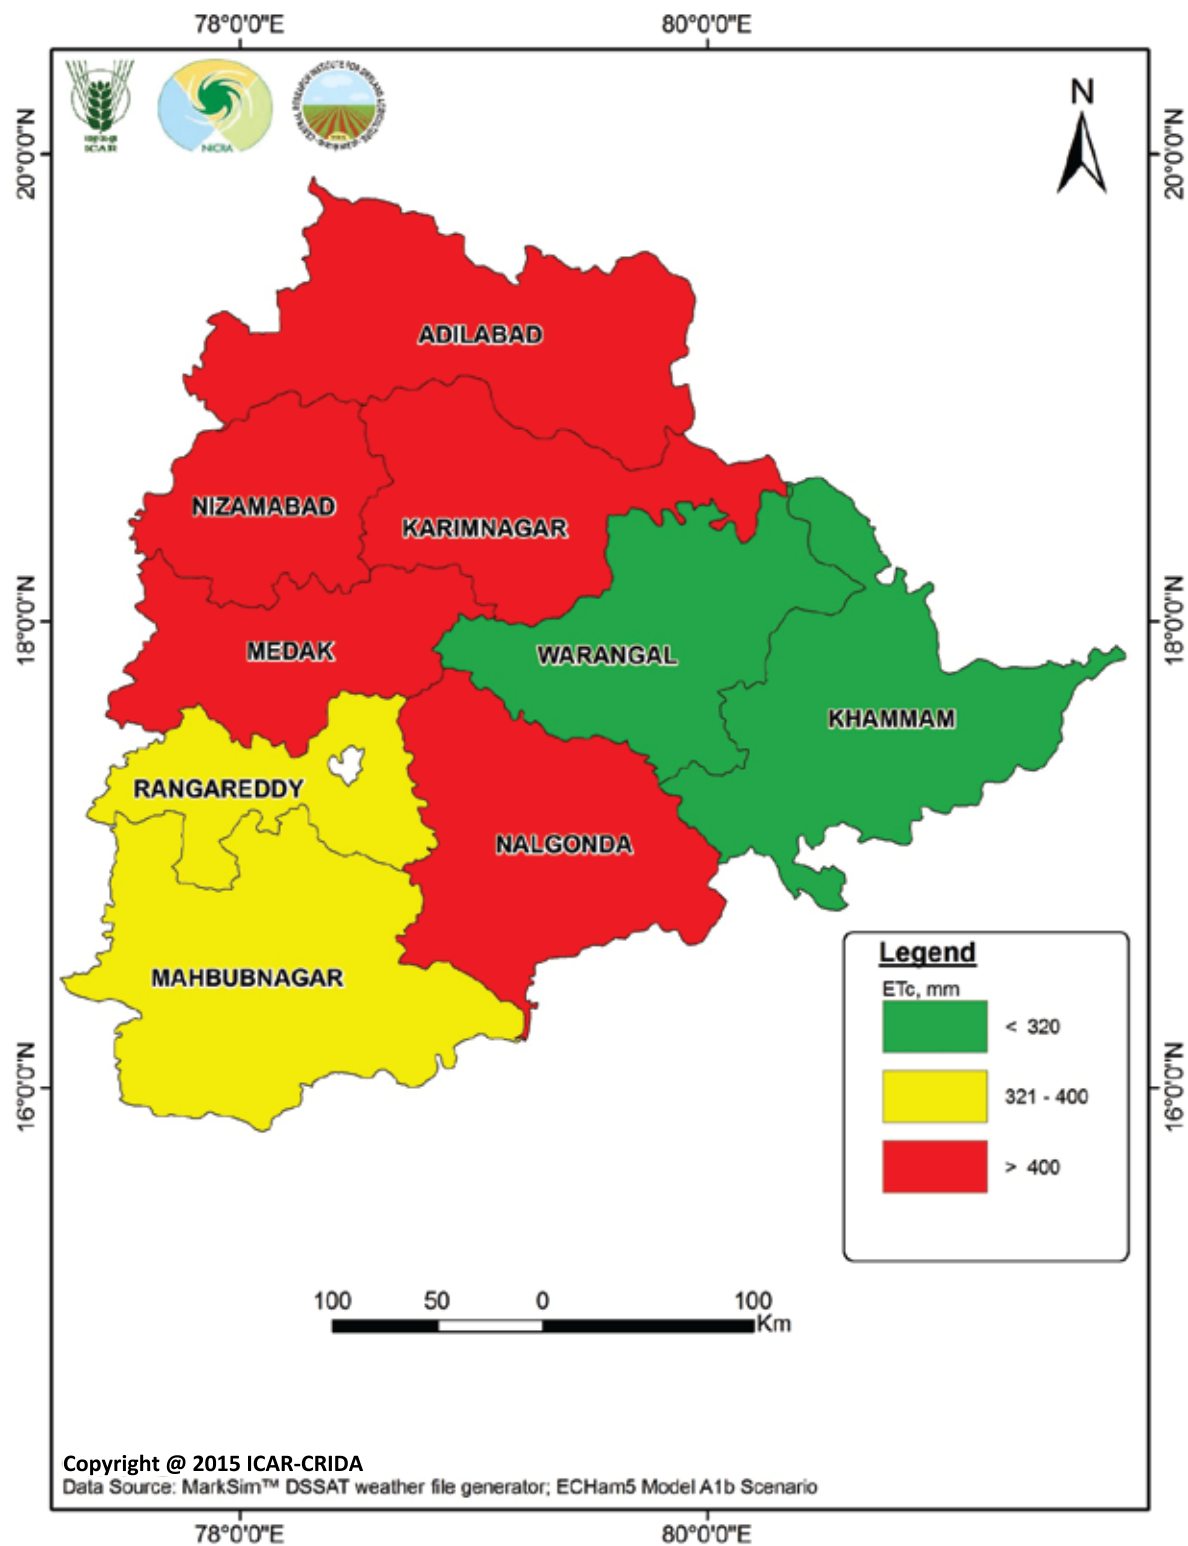 78°0'0"E 80°0'0"E
20°0'0"N
20°0'0"N
ICAR
NICRA
N
ADILABAD
NIZAMABAD
KARIMNAGAR
18°0'0"N
18°0'0"N
MEDAK
WARANGAL
KHAMMAM
RANGAREDDY
NALGONDA
MAHBUBNAGAR
16°0'0"N
16°0'0"N
Legend
ETc, mm
< 320
321 - 400
> 400
100 50 0 100
Km
Copyright @ 2015 ICAR-CRIDA
Data Source: MarkSim™ DSSAT weather file generator; ECHam5 Model A1b Scenario
78°0'0"E 80°0'0"E